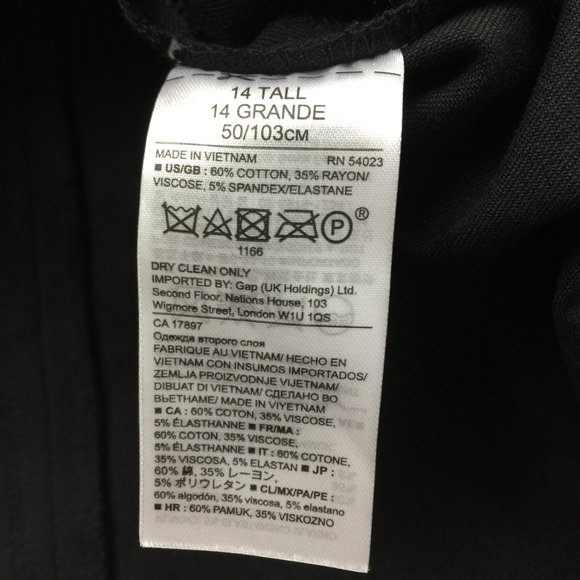 14 TALL
14 GRANDE
50/103CM
MADE IN VIETNAM RN 54023
■ US/GB : 60% COTTON, 35% RAYON/
VISCOSE, 5% SPANDEX/ELASTANE
P®
1166
DRY CLEAN ONLY
IMPORTED BY: Gap (UK Holdings) Ltd.
Second Floor, Nations House, 103
Wigmore Street, London W1U 1QS
CA 17897
Одежда второго слоя
FABRIQUE AU VIETNAM/ HECHO EN
VIETNAM CON INSUMOS IMPORTADOS/
ZEMLJA PROIZVODNJE VIJETNAM/
DIBUAT DI VIETNAM/ СДЕЛАНО ВО
ВЬЕТНАМЕ/ MADE IN VIYETNAM
■ CA : 60% COTON, 35% VISCOSE,
5% ÉLASTHANNE ■ FR/MA :
60% COTON, 35% VISCOSE,
5% ÉLASTHANNE ■ IT : 60% COTONE,
35% VISCOSA, 5% ELASTAN ■ JP :
60% 綿, 35% レーヨン,
5% ポリウレタン ■ CL/MX/PA/PE :
60% algodón, 35% viscosa, 5% elastano
■ HR : 60% PAMUK, 35% VISKOZNO